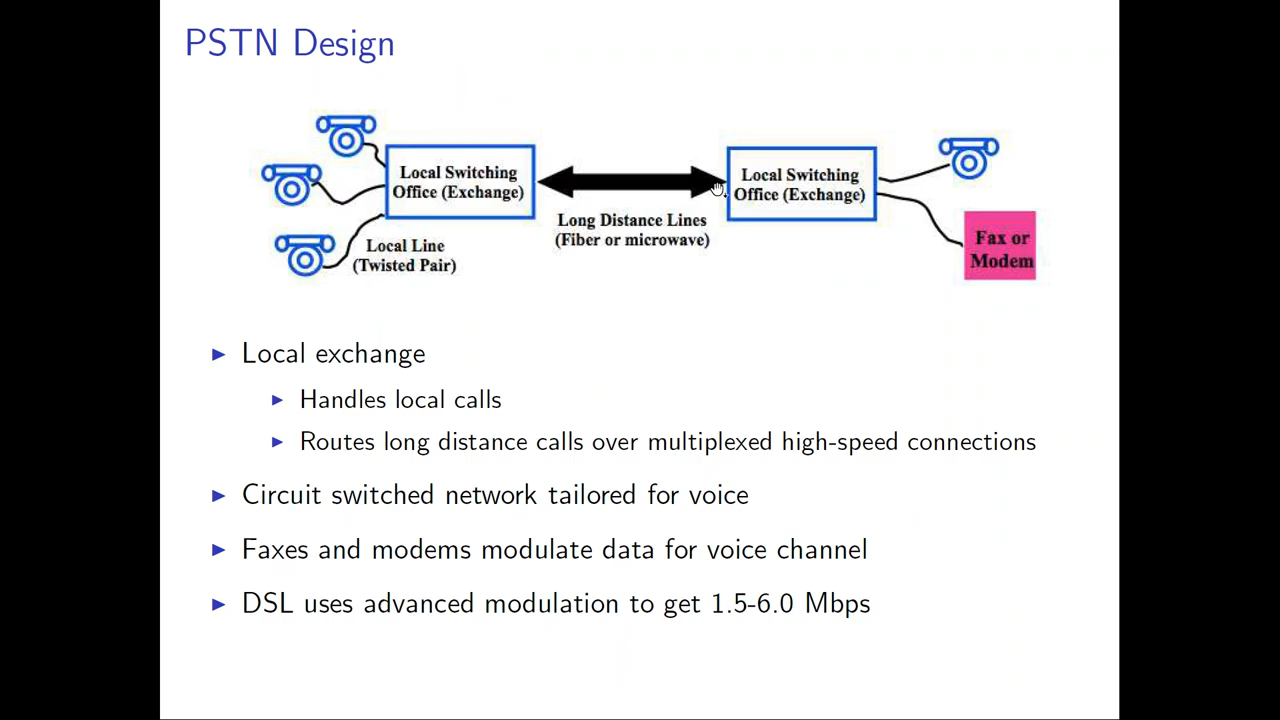 PSTN Design
Local Switching
Office (Exchange)
Local Switching
Office (Exchange)
Long Distance Lines
(Fiber or microwave)
Local Line
(Twisted Pair)
Fax or
Modem
Local exchange
Handles local calls
Routes long distance calls over multiplexed high-speed connections
Circuit switched network tailored for voice
Faxes and modems modulate data for voice channel
DSL uses advanced modulation to get 1.5-6.0 Mbps